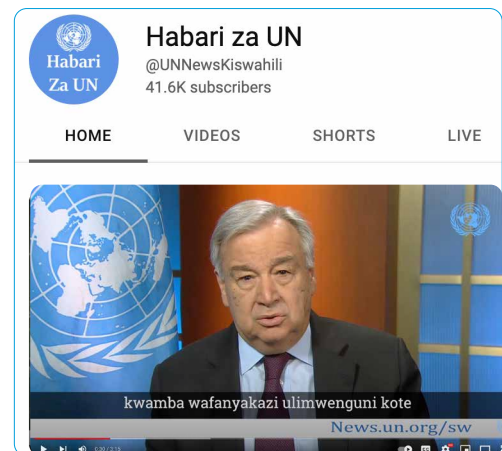 Habari
Za UN
Habari za UN
@UNNewsKiswahili
41.6K subscribers
HOME VIDEOS SHORTS LIVE
kwamba wafanyakazi ulimwenguni kote
News.un.org/sw